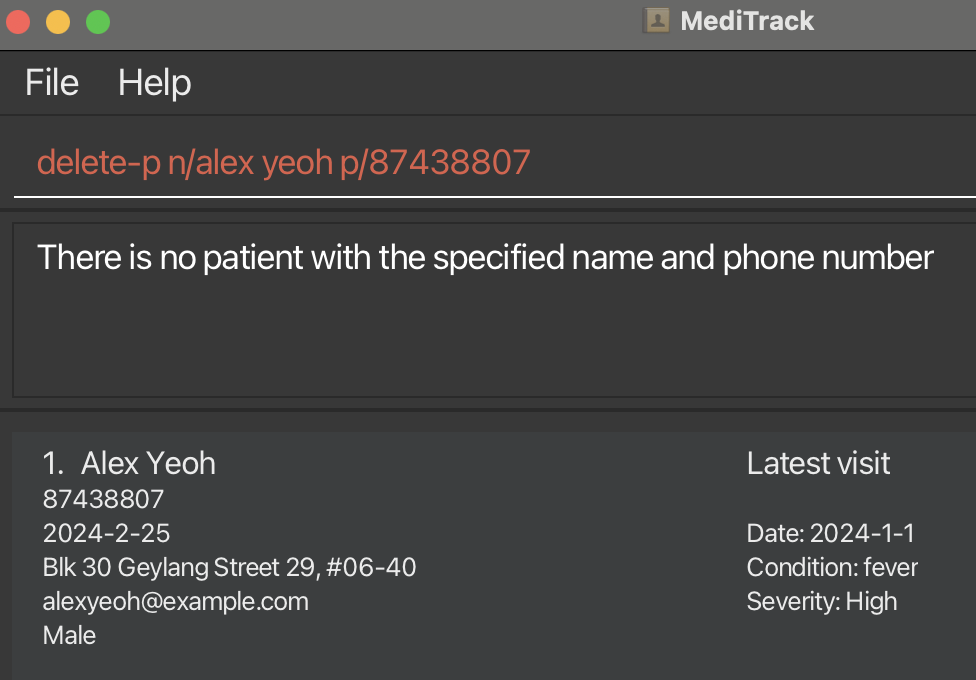 MediTrack
File Help
delete-p n/alex yeoh p/87438807
There is no patient with the specified name and phone number
1. Alex Yeoh
87438807
2024-2-25
Blk 30 Geylang Street 29, #06-40
alexyeoh@example.com
Male
Latest visit
Date: 2024-1-1
Condition: fever
Severity: High